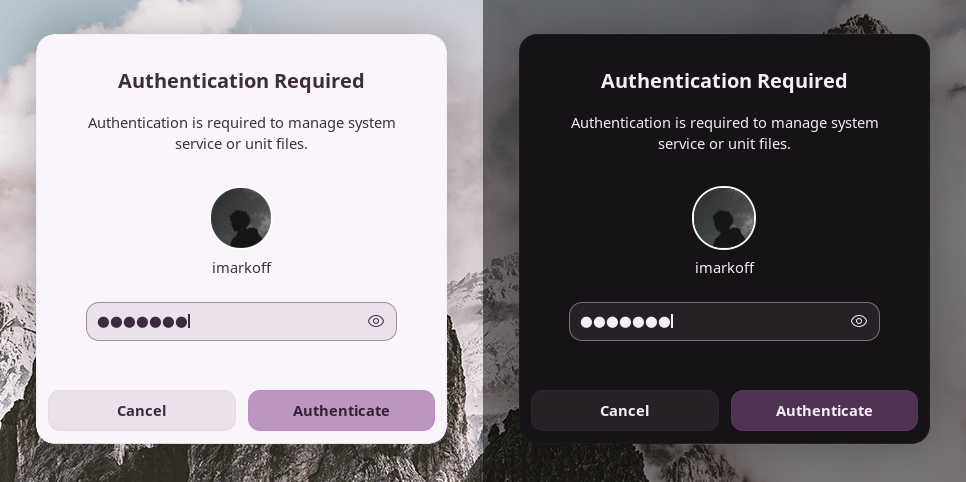 Authentication Required
Authentication is required to manage system
service or unit files.
imarkoff
Cancel
Authenticate
Authentication Required
Authentication is required to manage system
service or unit files.
imarkoff
Cancel
Authenticate